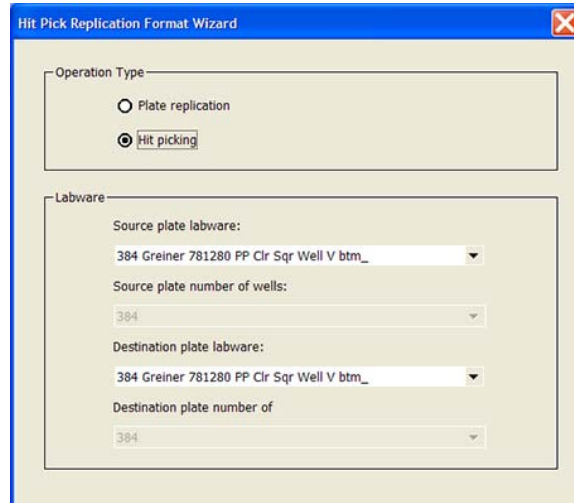 Hit Pick Replication Format Wizard
Operation Type
Plate replication
Hit picking
Labware
Source plate labware:
384 Greiner 781280 PP Clr Sqr Well V btm_
Source plate number of wells:
384
Destination plate labware:
384 Greiner 781280 PP Clr Sqr Well V btm_
Destination plate number of
384